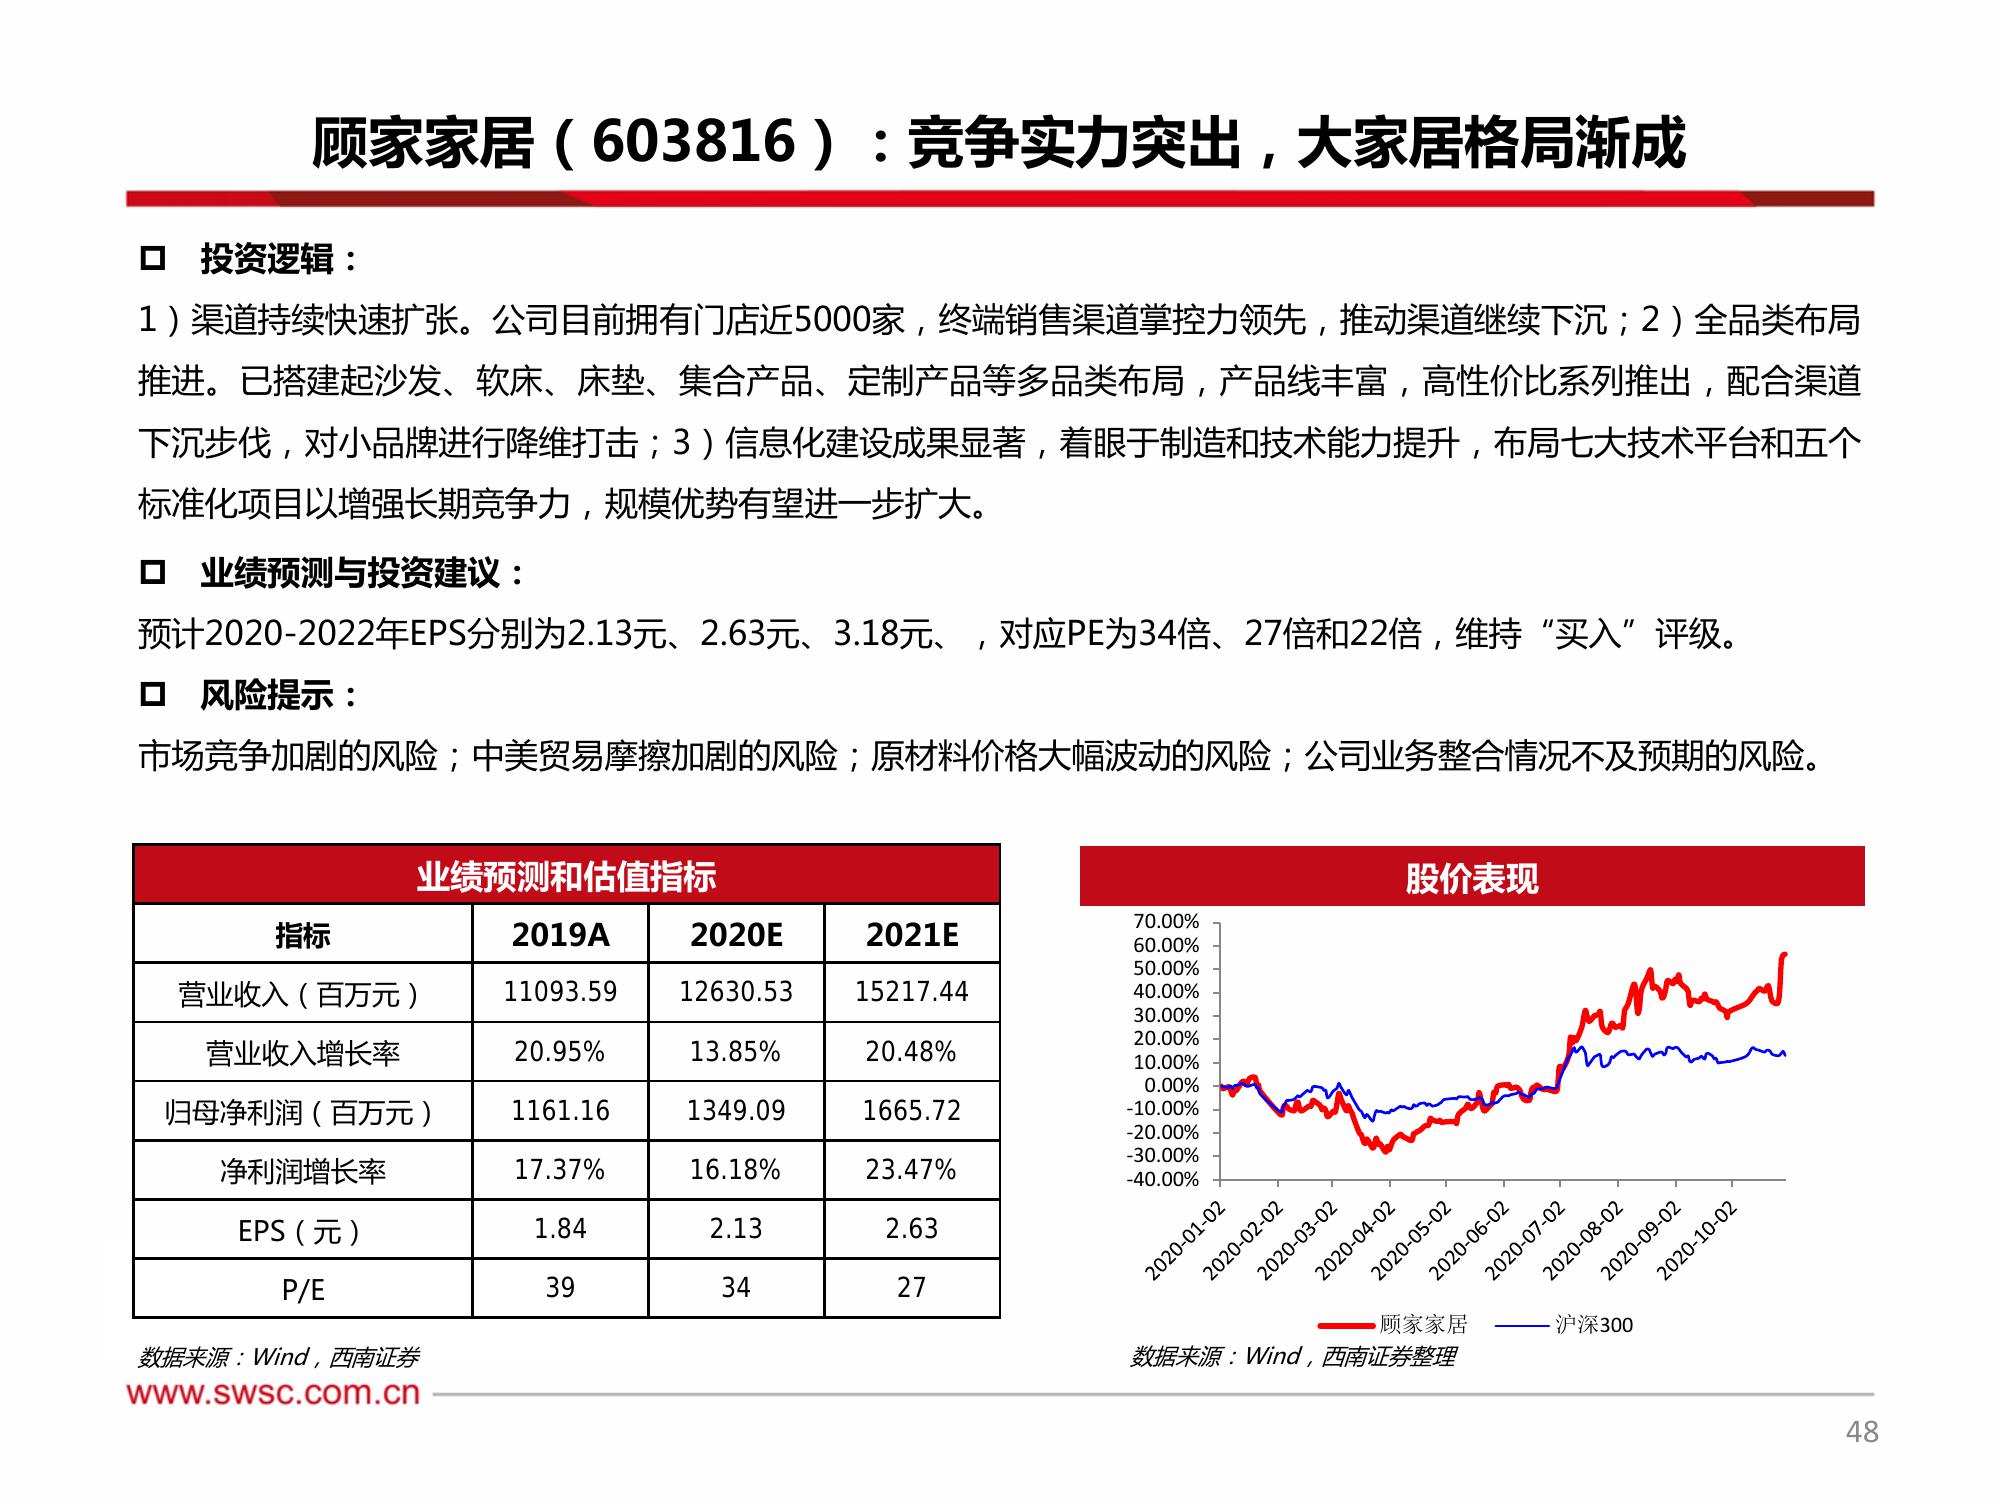 顾家家居（603816）：竞争实力突出，大家居格局渐成
投资逻辑：
1）渠道持续快速扩张。公司目前拥有门店近5000家，终端销售渠道掌控力领先，推动渠道继续下沉；2）全品类布局
推进。已搭建起沙发、软床、床垫、集合产品、定制产品等多品类布局，产品线丰富，高性价比系列推出，配合渠道
下沉步伐，对小品牌进行降维打击；3）信息化建设成果显著，着眼于制造和技术能力提升，布局七大技术平台和五个
标准化项目以增强长期竞争力，规模优势有望进一步扩大。
业绩预测与投资建议：
预计2020-2022年EPS分别为2.13元、2.63元、3.18元、，对应PE为34倍、27倍和22倍，维持“买入”评级。
风险提示：
市场竞争加剧的风险；中美贸易摩擦加剧的风险；原材料价格大幅波动的风险；公司业务整合情况不及预期的风险。
业绩预测和估值指标
指标 2019A 2020E 2021E
营业收入（百万元） 11093.59 12630.53 15217.44
营业收入增长率 20.95% 13.85% 20.48%
归母净利润（百万元） 1161.16 1349.09 1665.72
净利润增长率 17.37% 16.18% 23.47%
EPS（元） 1.84 2.13 2.63
P/E 39 34 27
数据来源：Wind，西南证券
股价表现
70.00%
60.00%
50.00%
40.00%
30.00%
20.00%
10.00%
0.00%
-10.00%
-20.00%
-30.00%
-40.00%
2020-01-02
2020-02-02
2020-03-02
2020-04-02
2020-05-02
2020-06-02
2020-07-02
2020-08-02
2020-09-02
2020-10-02
顾家家居 沪深300
数据来源：Wind，西南证券整理
www.swsc.com.cn
48